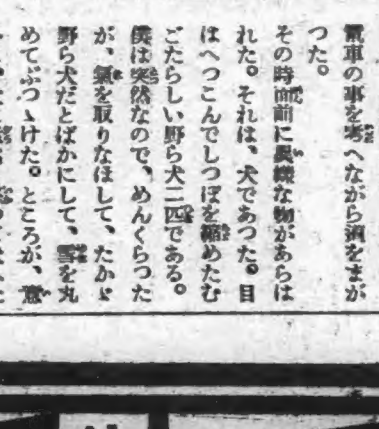 電車の事を考へながら酒をまが
つた。
その時前に異様な物があらは
れた。それは、犬であつた。目
はへつこんでしつぽを縮めたむ
ごたらしい野ら犬二匹である。
僕は突然なので、めんくらつた
が、氣を取りなほして、たかゞ
野ら犬だとばかにして、雪を丸
めてぶつゝけた。ところが、意